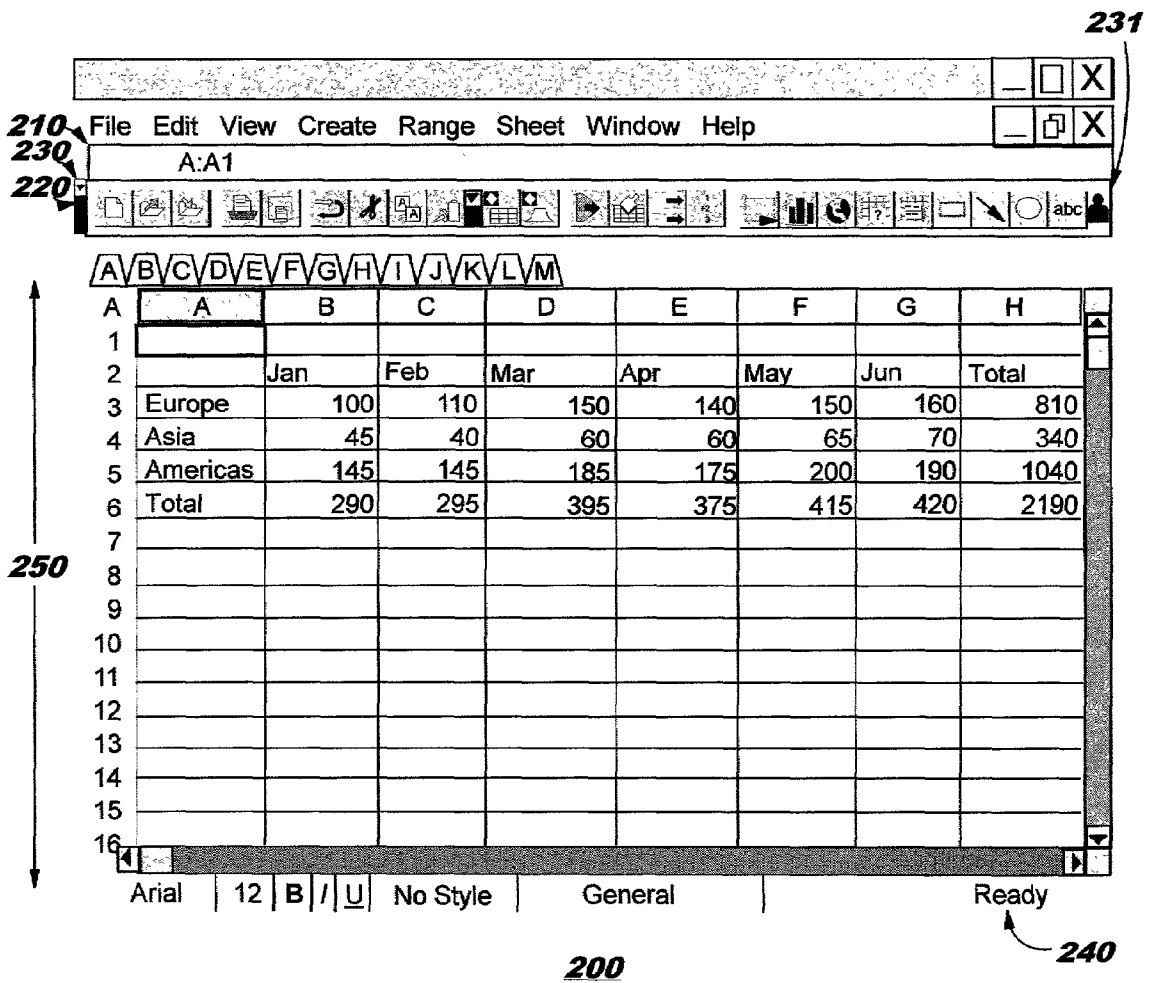 231
_ X
210 File Edit View Create Range Sheet Window Help _ X
230 A:A1
220 abc
A B C D E F G H I J K L M
A A B C D E F G H
1
2 Jan Feb Mar Apr May Jun Total
3 Europe 100 110 150 140 150 160 810
4 Asia 45 40 60 60 65 70 340
5 Americas 145 145 185 175 200 190 1040
6 Total 290 295 395 375 415 420 2190
7
250
8
9
10
11
12
13
14
15
16
Arial 12 B I U No Style General Ready
240
200